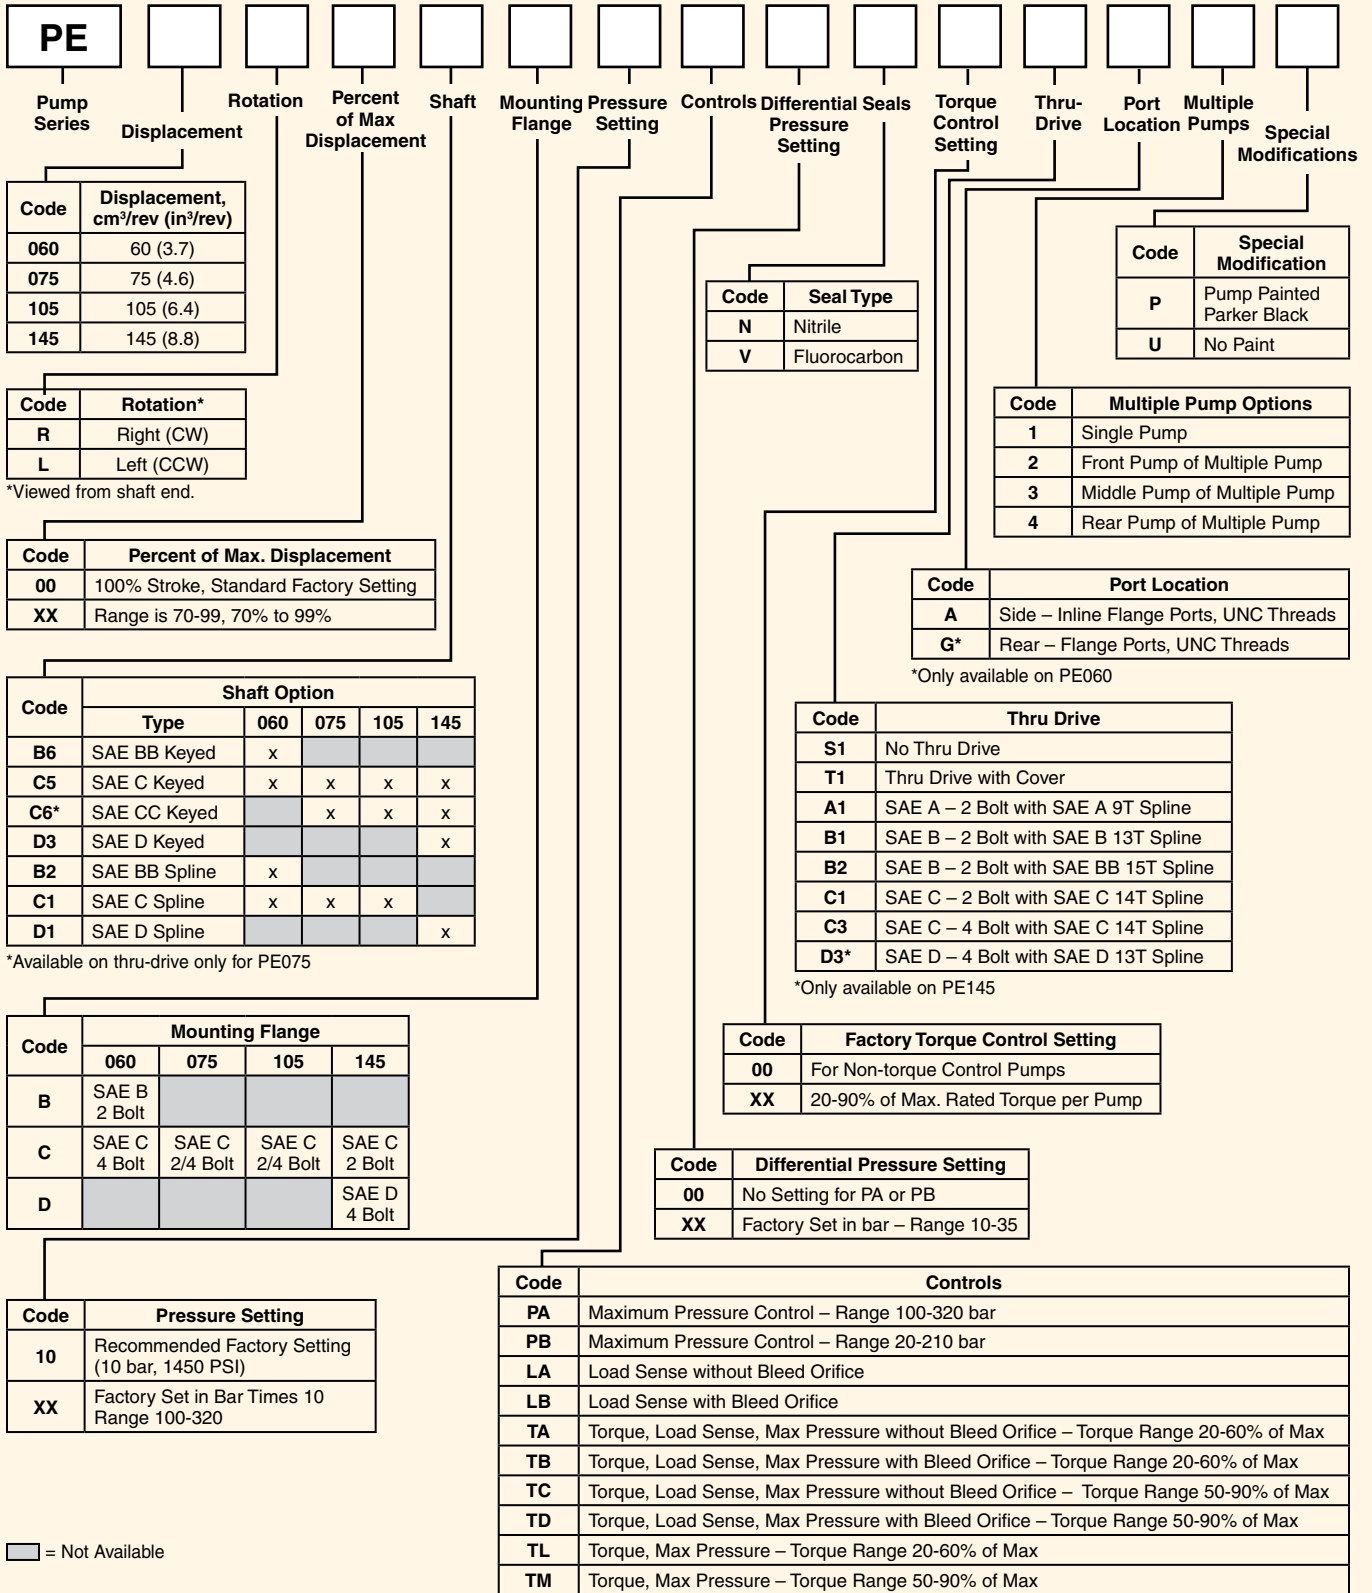 PE
Pump
Series
Displacement
Rotation
Percent
of Max
Displacement
Shaft
Mounting
Flange
Pressure
Setting
Controls
Differential
Pressure
Setting
Seals
Torque
Control
Setting
Thru-
Drive
Port
Location
Multiple
Pumps
Special
Modifications
Code Displacement,
cm³/rev (in³/rev)
060 60 (3.7)
075 75 (4.6)
105 105 (6.4)
145 145 (8.8)
Code Rotation*
R Right (CW)
L Left (CCW)
*Viewed from shaft end.
Code Percent of Max. Displacement
00 100% Stroke, Standard Factory Setting
XX Range is 70-99, 70% to 99%
Code Shaft Option
Type 060 075 105 145
B6 SAE BB Keyed x
C5 SAE C Keyed x x x x
C6* SAE CC Keyed x x x
D3 SAE D Keyed x
B2 SAE BB Spline x
C1 SAE C Spline x x x
D1 SAE D Spline x
*Available on thru-drive only for PE075
Code Mounting Flange
060 075 105 145
B SAE B
2 Bolt
C SAE C SAE C SAE C SAE C
4 Bolt 2/4 Bolt 2/4 Bolt 2 Bolt
D SAE D
4 Bolt
Code Pressure Setting
10 Recommended Factory Setting
(10 bar, 1450 PSI)
XX Factory Set in Bar Times 10
Range 100-320
= Not Available
Code Seal Type
N Nitrile
V Fluorocarbon
Code Special
Modification
P Pump Painted
Parker Black
U No Paint
Code Multiple Pump Options
1 Single Pump
2 Front Pump of Multiple Pump
3 Middle Pump of Multiple Pump
4 Rear Pump of Multiple Pump
Code Port Location
A Side – Inline Flange Ports, UNC Threads
G* Rear – Flange Ports, UNC Threads
*Only available on PE060
Code Thru Drive
S1 No Thru Drive
T1 Thru Drive with Cover
A1 SAE A – 2 Bolt with SAE A 9T Spline
B1 SAE B – 2 Bolt with SAE B 13T Spline
B2 SAE B – 2 Bolt with SAE BB 15T Spline
C1 SAE C – 2 Bolt with SAE C 14T Spline
C3 SAE C – 4 Bolt with SAE C 14T Spline
D3* SAE D – 4 Bolt with SAE D 13T Spline
*Only available on PE145
Code Factory Torque Control Setting
00 For Non-torque Control Pumps
XX 20-90% of Max. Rated Torque per Pump
Code Differential Pressure Setting
00 No Setting for PA or PB
XX Factory Set in bar – Range 10-35
Code Controls
PA Maximum Pressure Control – Range 100-320 bar
PB Maximum Pressure Control – Range 20-210 bar
LA Load Sense without Bleed Orifice
LB Load Sense with Bleed Orifice
TA Torque, Load Sense, Max Pressure without Bleed Orifice – Torque Range 20-60% of Max
TB Torque, Load Sense, Max Pressure with Bleed Orifice – Torque Range 20-60% of Max
TC Torque, Load Sense, Max Pressure without Bleed Orifice – Torque Range 50-90% of Max
TD Torque, Load Sense, Max Pressure with Bleed Orifice – Torque Range 50-90% of Max
TL Torque, Max Pressure – Torque Range 20-60% of Max
TM Torque, Max Pressure – Torque Range 50-90% of Max